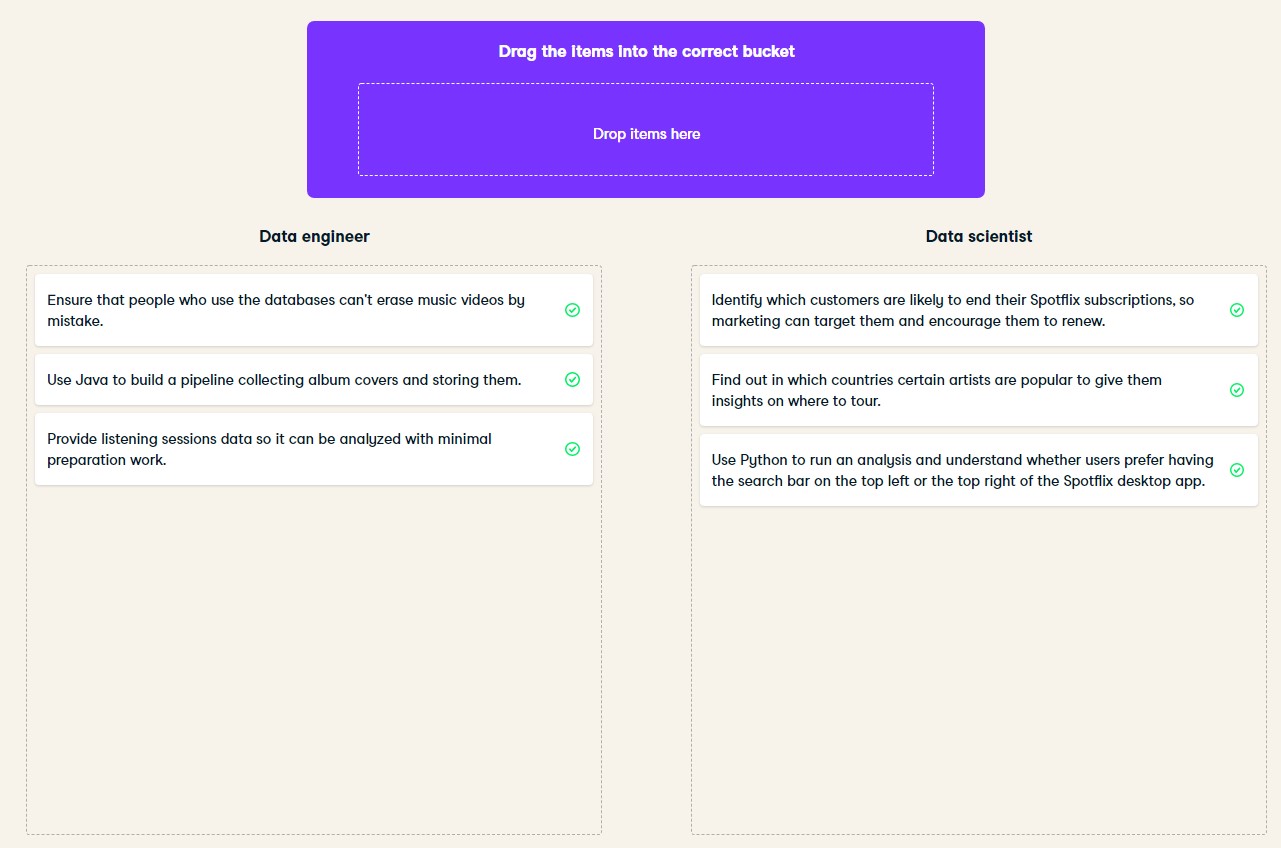 Drag the items into the correct bucket
Drop items here
Data engineer
Ensure that people who use the databases can't erase music videos by
mistake.
Use Java to build a pipeline collecting album covers and storing them.
Provide listening sessions data so it can be analyzed with minimal
preparation work.
Data scientist
Identify which customers are likely to end their Spotflix subscriptions, so
marketing can target them and encourage them to renew.
Find out in which countries certain artists are popular to give them
insights on where to tour.
Use Python to run an analysis and understand whether users prefer having
the search bar on the top left or the top right of the Spotflix desktop app.